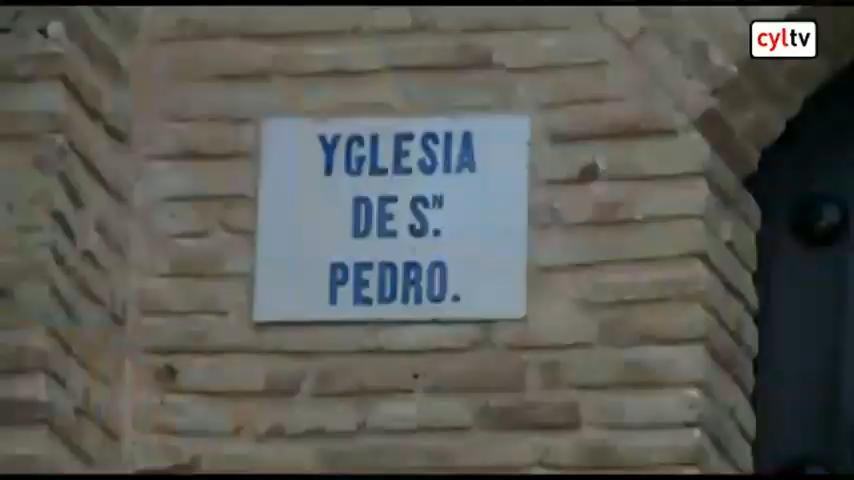 cyltv
YGLESIA
DE Sᴺ.
PEDRO.